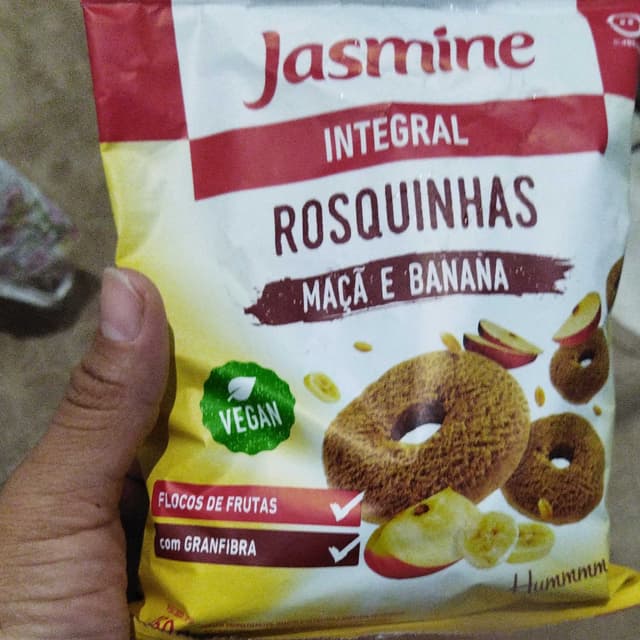 Jasmine
INTEGRAL
ROSQUINHAS
MAÇÃ E BANANA
VEGAN
FLOCOS DE FRUTAS
com GRANFIBRA
Hummmm